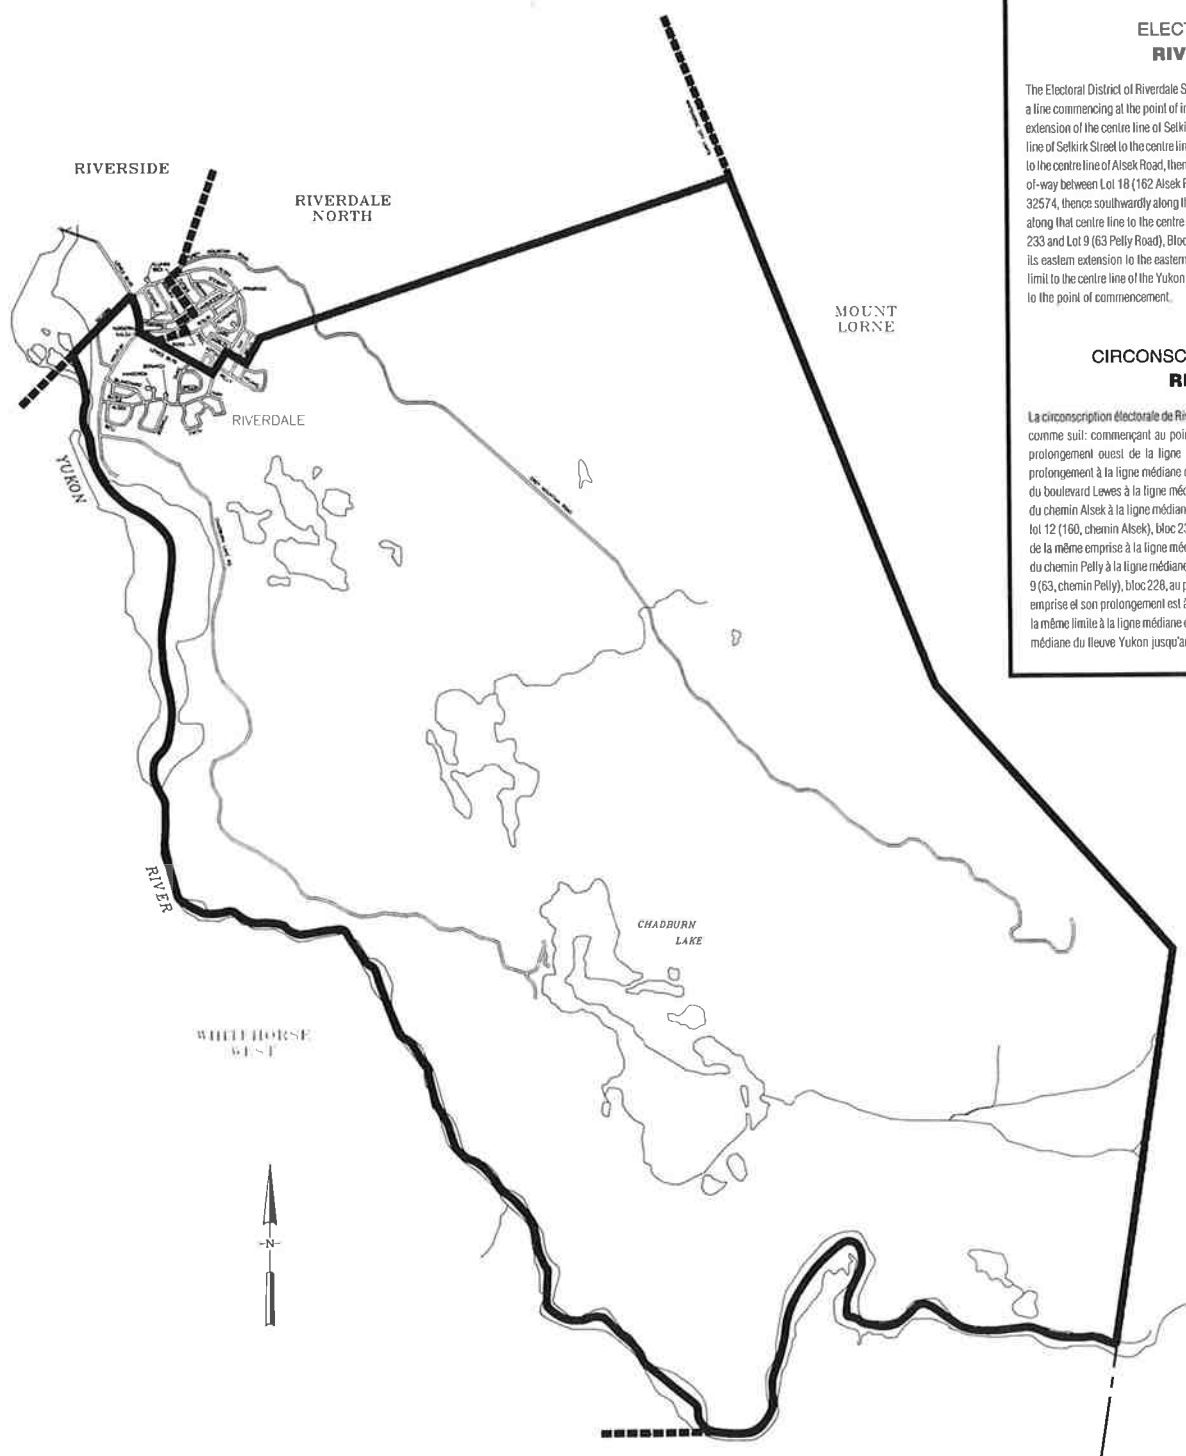 ELECT
RIV
The Electoral District of Riverdale S
a line commencing at the point of in
extension of the centre line of Selki
line of Selkirk Street to the centre lin
to the centre line of Alsek Road, then
of-way between Lot 18 (162 Alsek R
32574, thence southwardly along th
along that centre line to the centre
233 and Lot 9 (63 Pelly Road), Bloc
its eastern extension to the eastern
limit to the centre line of the Yukon
to the point of commencement.
CIRCONSC
RI
La circonscription électorale de Riv
comme suit: commençant au poin
prolongement ouest de la ligne
prolongement à la ligne médiane d
du boulevard Lewes à la ligne méd
du chemin Alsek à la ligne médian
lot 12 (160, chemin Alsek), bloc 23
de la même emprise à la ligne méd
du chemin Pelly à la ligne médiane
9 (63, chemin Pelly), bloc 228, au p
emprise et son prolongement est à
la même limite à la ligne médiane d
médiane du fleuve Yukon jusqu'au
RIVERSIDE
RIVERDALE
NORTH
MOUNT
LORNE
RIVERDALE
YUKON
RIVER
CHADBURN
LAKE
WHITEHORSE
WEST
-N-